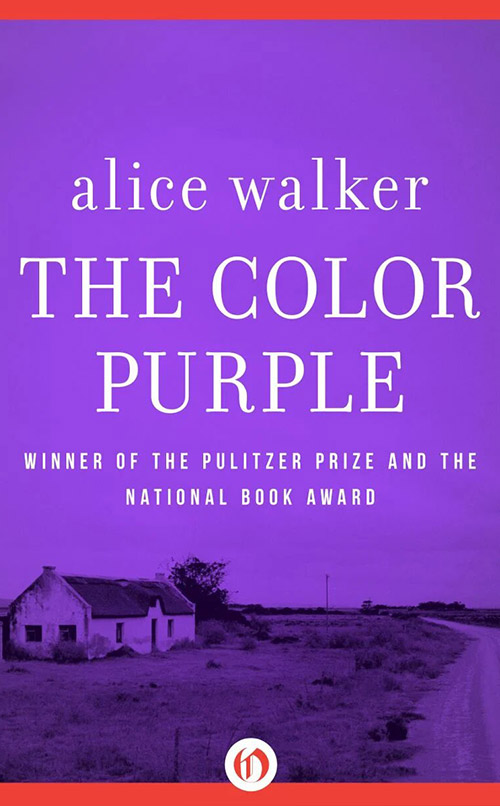 alice walker
THE COLOR
PURPLE
WINNER OF THE PULITZER PRIZE AND THE
NATIONAL BOOK AWARD